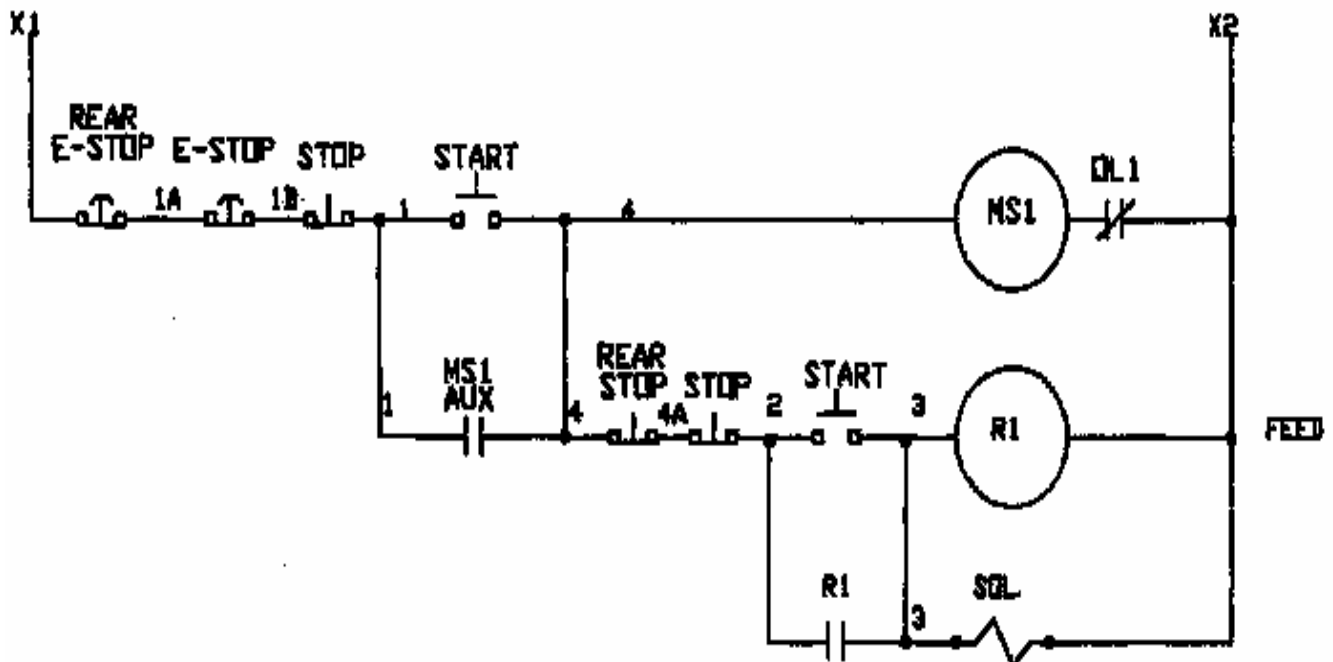 X1
X2
REAR
E-STOP E-STOP STOP START
OL1
1A 1B 1
MS1
REAR
STOP STOP START
MS1
AUX
1 4 4A 2 3
R1
FEED
R1 SOL
3